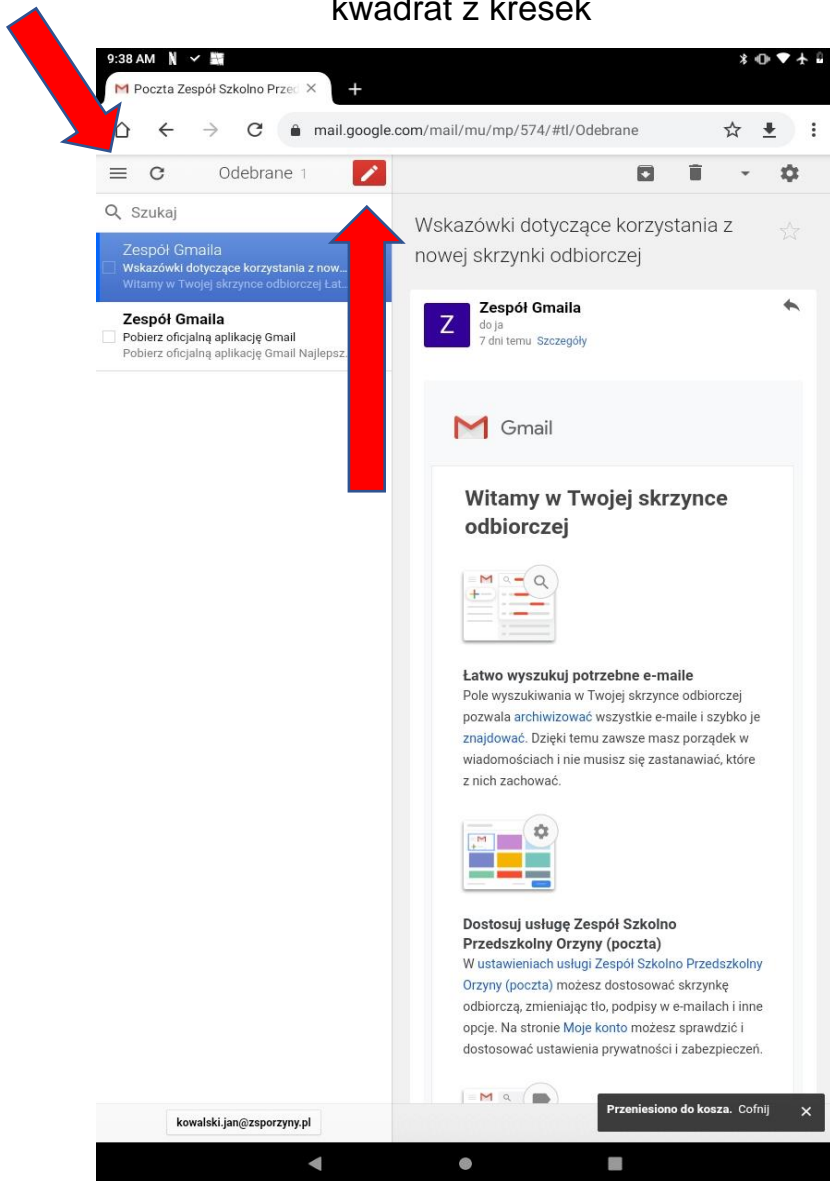 kwadrat z kresek
9:38 AM
Poczta Zespół Szkolno Przed
mail.google.com/mail/mu/mp/574/#tl/Odebrane
Odebrane 1
Szukaj
Zespół Gmaila
Wskazówki dotyczące korzystania z now...
Witamy w Twojej skrzynce odbiorczej Łat...
Zespół Gmaila
Pobierz oficjalną aplikację Gmail
Pobierz oficjalną aplikację Gmail Najlepsz...
kowalski.jan@zsporzyny.pl
Wskazówki dotyczące korzystania z
nowej skrzynki odbiorczej
Z
Zespół Gmaila
do ja
7 dni temu Szczegóły
Gmail
Witamy w Twojej skrzynce
odbiorczej
Łatwo wyszukuj potrzebne e-maile
Pole wyszukiwania w Twojej skrzynce odbiorczej
pozwala archiwizować wszystkie e-maile i szybko je
znajdować. Dzięki temu zawsze masz porządek w
wiadomościach i nie musisz się zastanawiać, które
z nich zachować.
Dostosuj usługę Zespół Szkolno
Przedszkolny Orzyny (poczta)
W ustawieniach usługi Zespół Szkolno Przedszkolny
Orzyny (poczta) możesz dostosować skrzynkę
odbiorczą, zmieniając tło, podpisy w e-mailach i inne
opcje. Na stronie Moje konto możesz sprawdzić i
dostosować ustawienia prywatności i zabezpieczeń.
Przeniesiono do kosza. Cofnij